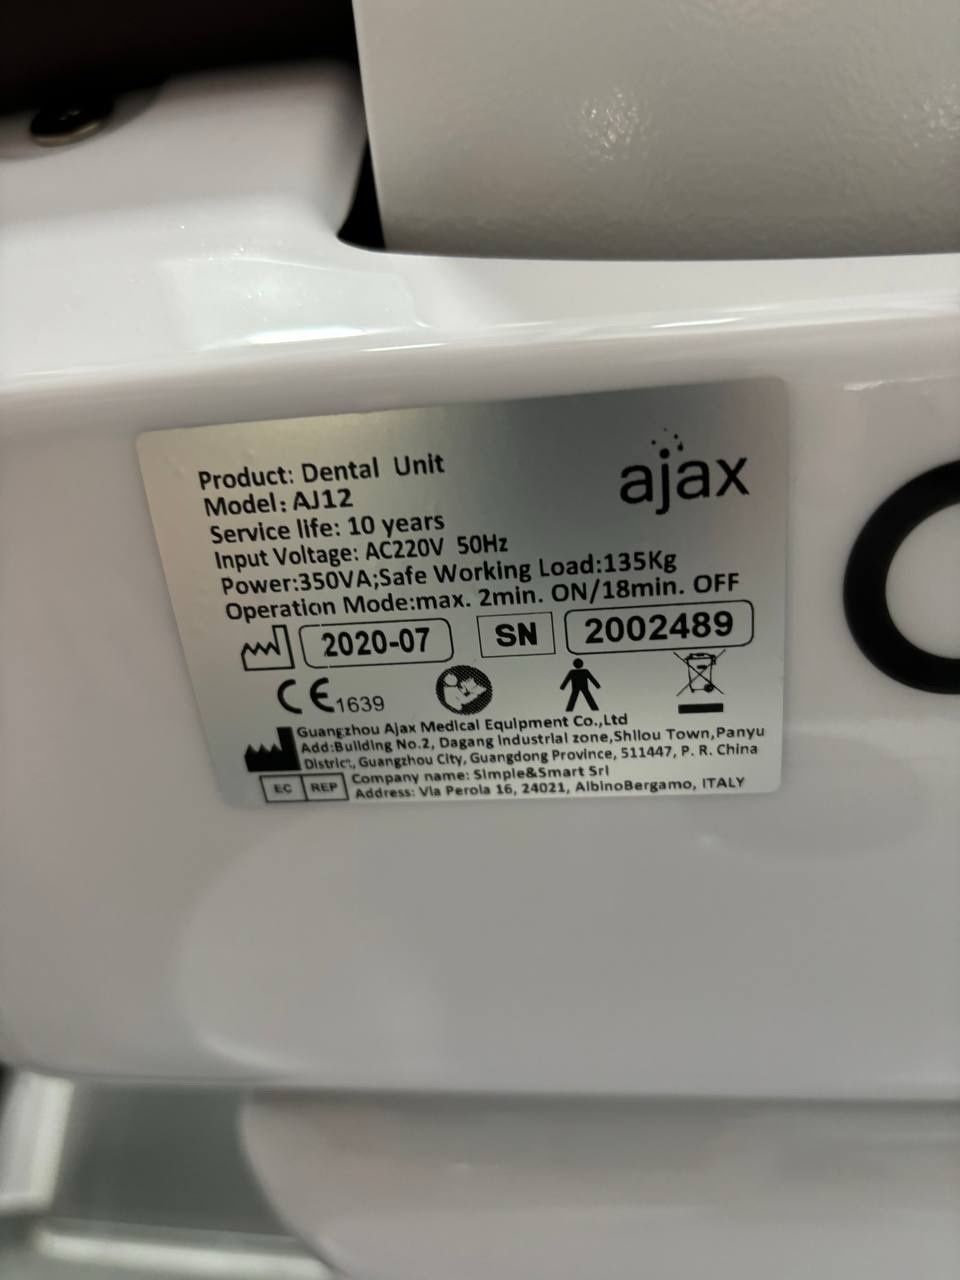 ajax
Product: Dental Unit
Model: AJ12
Service life: 10 years
Input Voltage: AC220V 50Hz
Power:350VA;Safe Working Load:135Kg
Operation Mode:max. 2min. ON/18min. OFF
2020-07 SN 2002489
CE 1639
Guangzhou Ajax Medical Equipment Co.,Ltd
Add:Building No.2, Dagang industrial zone,Shilou Town,Panyu
District, Guangzhou City, Guangdong Province, 511447, P. R. China
EC REP Company name: Simple&Smart Srl
Address: Via Perola 16, 24021, AlbinoBergamo, ITALY